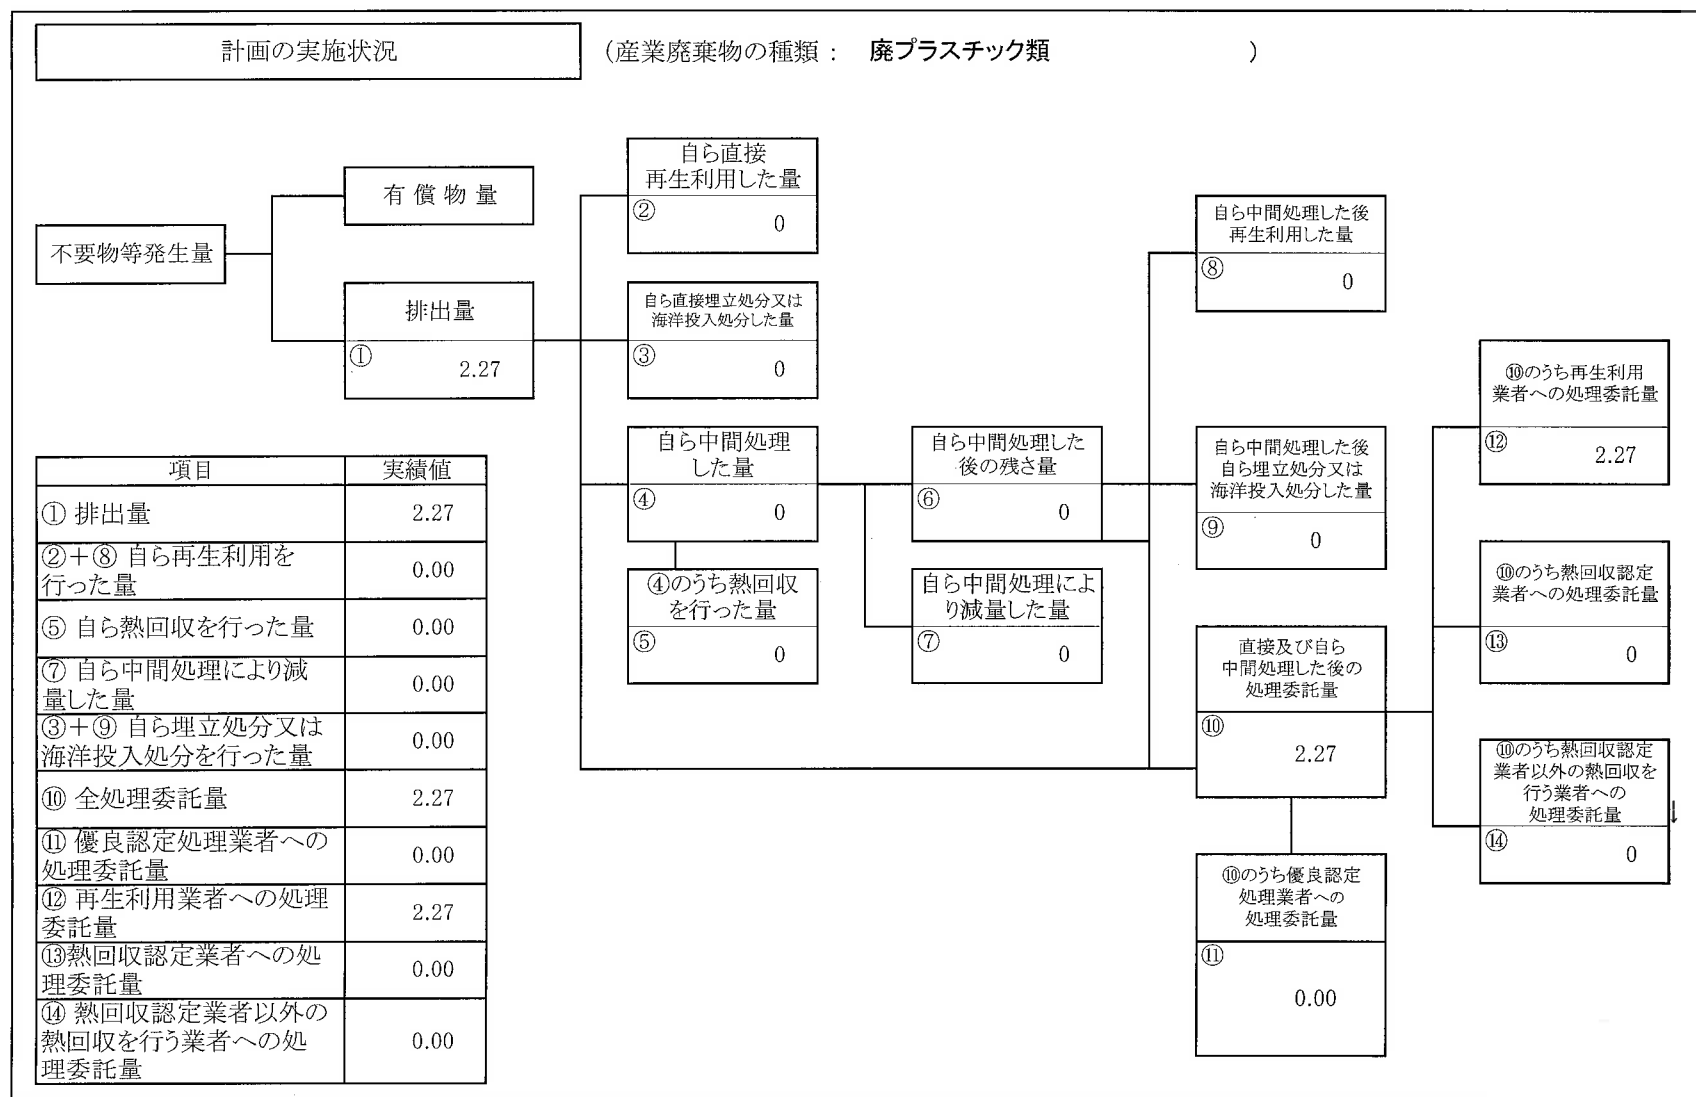 計画の実施状況
(産業廃棄物の種類： 廃プラスチック類 )
不要物等発生量
有 償 物 量
排出量
①
2.27
自ら直接
再生利用した量
②
0
自ら直接埋立処分又は
海洋投入処分した量
③
0
自ら中間処理
した量
④
0
④のうち熱回収
を行った量
⑤
0
自ら中間処理した
後の残さ量
⑥
0
自ら中間処理によ
り減量した量
⑦
0
自ら中間処理した後
再生利用した量
⑧
0
自ら中間処理した後
自ら埋立処分又は
海洋投入処分した量
⑨
0
直接及び自ら
中間処理した後の
処理委託量
⑩
2.27
⑩のうち優良認定
処理業者への
処理委託量
⑪
0.00
⑩のうち再生利用
業者への処理委託量
⑫
2.27
⑩のうち熱回収認定
業者への処理委託量
⑬
0
⑩のうち熱回収認定
業者以外の熱回収を
行う業者への
処理委託量
⑭
0
項目 実績値
① 排出量 2.27
②＋⑧ 自ら再生利用を
行った量 0.00
⑤ 自ら熱回収を行った量 0.00
⑦ 自ら中間処理により減
量した量 0.00
③＋⑨ 自ら埋立処分又は
海洋投入処分を行った量 0.00
⑩ 全処理委託量 2.27
⑪ 優良認定処理業者への
処理委託量 0.00
⑫ 再生利用業者への処理
委託量 2.27
⑬熱回収認定業者への処
理委託量 0.00
⑭ 熱回収認定業者以外の
熱回収を行う業者への処
理委託量 0.00